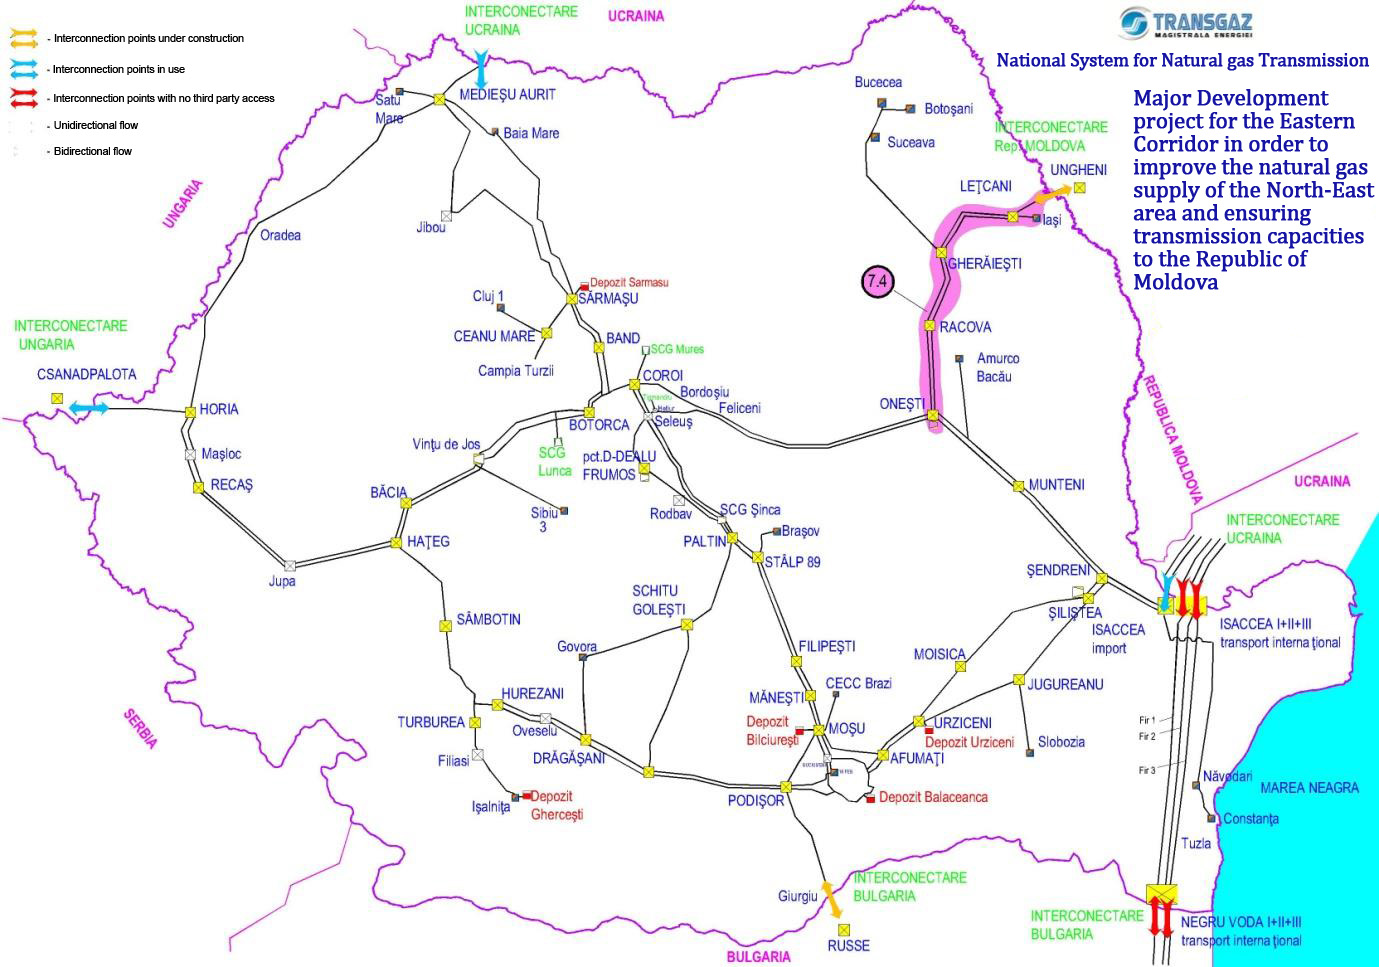 INTERCONECTARE
UCRAINA
UCRAINA
TRANSGAZ
MAGISTRALA ENERGIEI
National System for Natural gas Transmission
Major Development
project for the Eastern
Corridor in order to
improve the natural gas
supply of the North-East
area and ensuring
transmission capacities
to the Republic of
Moldova
- Interconnection points under construction
- Interconnection points in use
- Interconnection points with no third party access
- Unidirectional flow
- Bidirectional flow
Satu
Mare
MEDIEŞU AURIT
Baia Mare
Bucecea
Botoşani
Suceava
INTERCONECTARE
Rep. MOLDOVA
UNGHENI
LEŢCANI
Iaşi
UNGARIA
Jibou
Oradea
GHERĂIEŞTI
7.4
Depozit Sarmasu
SĂRMAŞU
Cluj 1
CEANU MARE
BAND
Campia Turzii
RACOVA
Amurco
Bacău
INTERCONECTARE
UNGARIA
CSANADPALOTA
SCG Mures
COROI
Bordoşiu
Feliceni
ONEŞTI
REPUBLICA MOLDOVA
HORIA
BOTORCA
Seleuş
Maşloc
Vinţu de Jos
SCG
Lunca
pct.D-DEALU
FRUMOS
RECAŞ
BĂCIA
Sibiu
3
Rodbav
SCG Şinca
MUNTENI
UCRAINA
INTERCONECTARE
UCRAINA
HAŢEG
PALTIN
Braşov
STÂLP 89
Jupa
ŞENDRENI
SCHITU
GOLEŞTI
ŞILIŞTEA
SÂMBOTIN
ISACCEA
import
ISACCEA I+II+III
transport interna ţional
Govora
FILIPEŞTI
MOISICA
CECC Brazi
JUGUREANU
HUREZANI
MĂNEŞTI
SERBIA
TURBUREA
Oveselu
Depozit
Bilciureşti
MOŞU
URZICENI
Depozit Urziceni
Slobozia
Fir 1
Fir 2
Filiasi
DRĂGĂŞANI
AFUMAŢI
Fir 3
Năvodari
MAREA NEAGRA
Işalniţa
Depozit
Gherceşti
PODIŞOR
Depozit Balaceanca
Constanţa
Tuzla
Giurgiu
INTERCONECTARE
BULGARIA
INTERCONECTARE
BULGARIA
NEGRU VODA I+II+III
transport interna ţional
RUSSE
BULGARIA